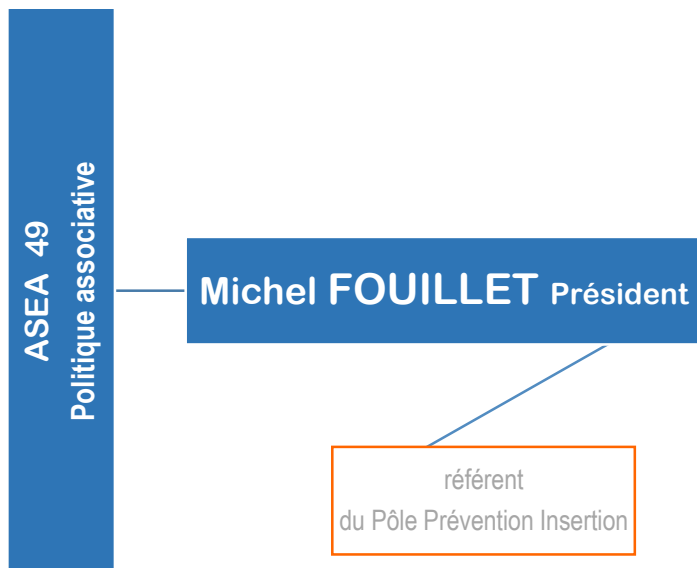 ASEA 49
Politique associative
Michel FOUILLET Président
référent
du Pôle Prévention Insertion